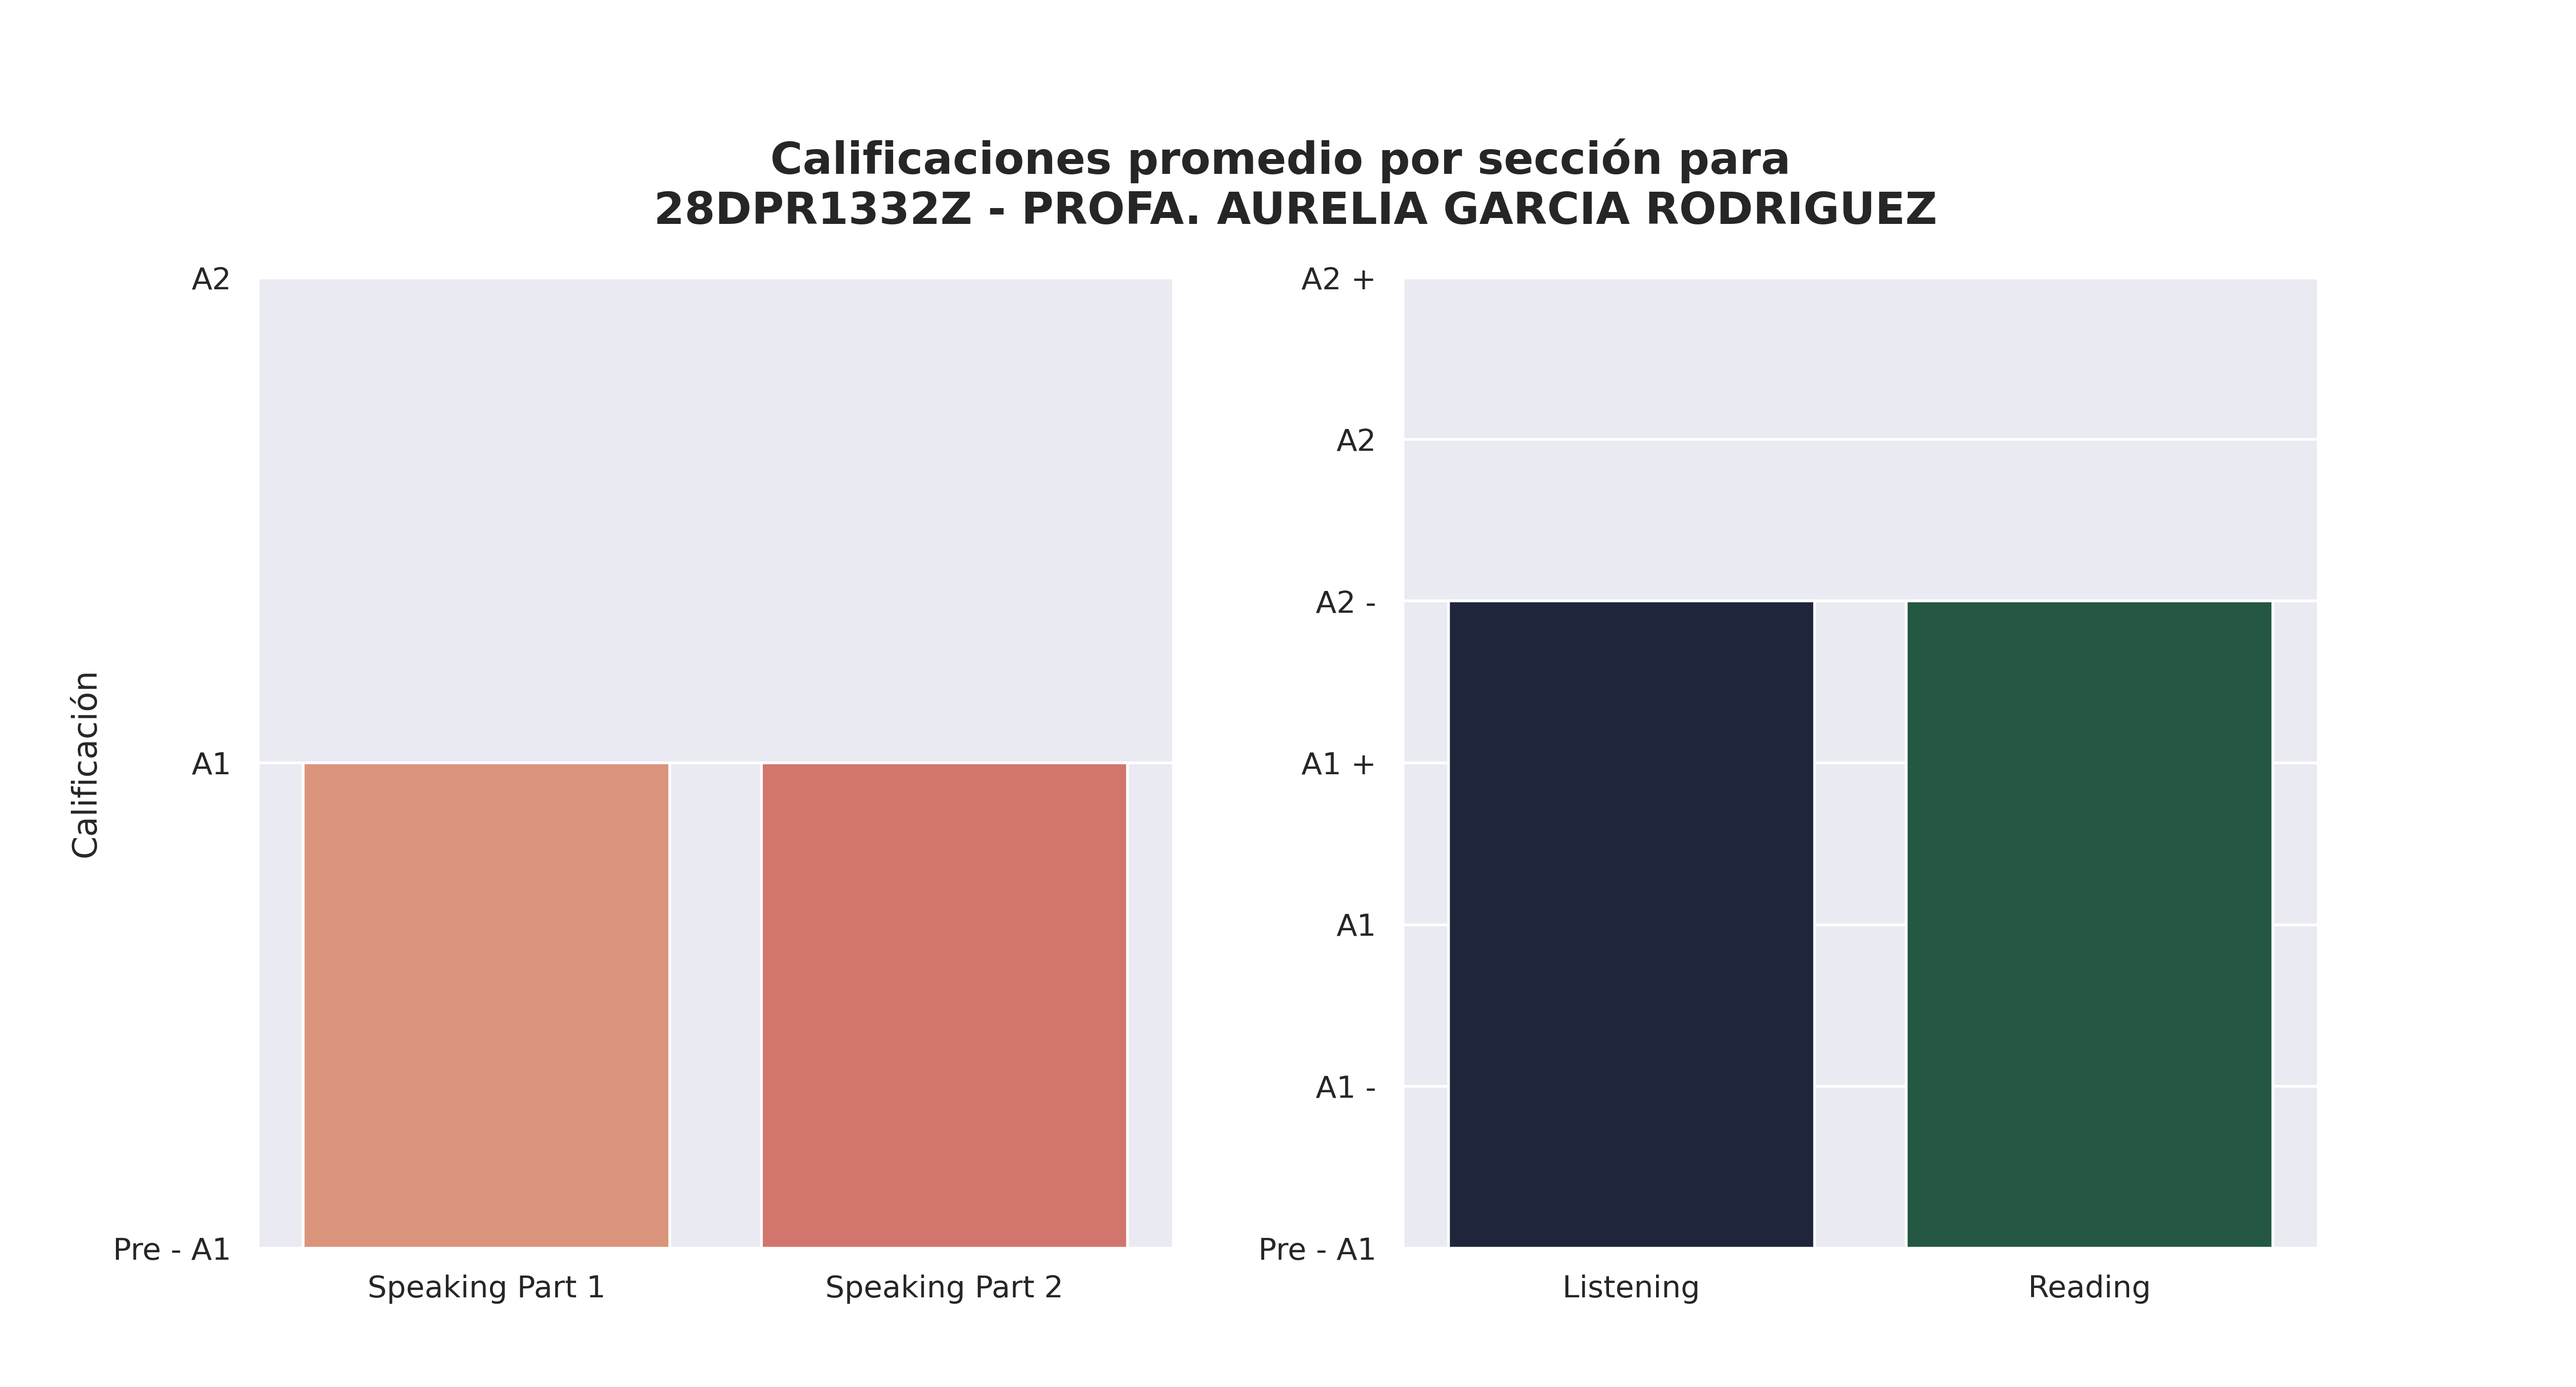 Calificaciones promedio por sección para
28DPR1332Z - PROFA. AURELIA GARCIA RODRIGUEZ
Calificación
A2
A1
Pre - A1
Speaking Part 1
Speaking Part 2
A2 +
A2
A2 -
A1 +
A1
A1 -
Pre - A1
Listening
Reading